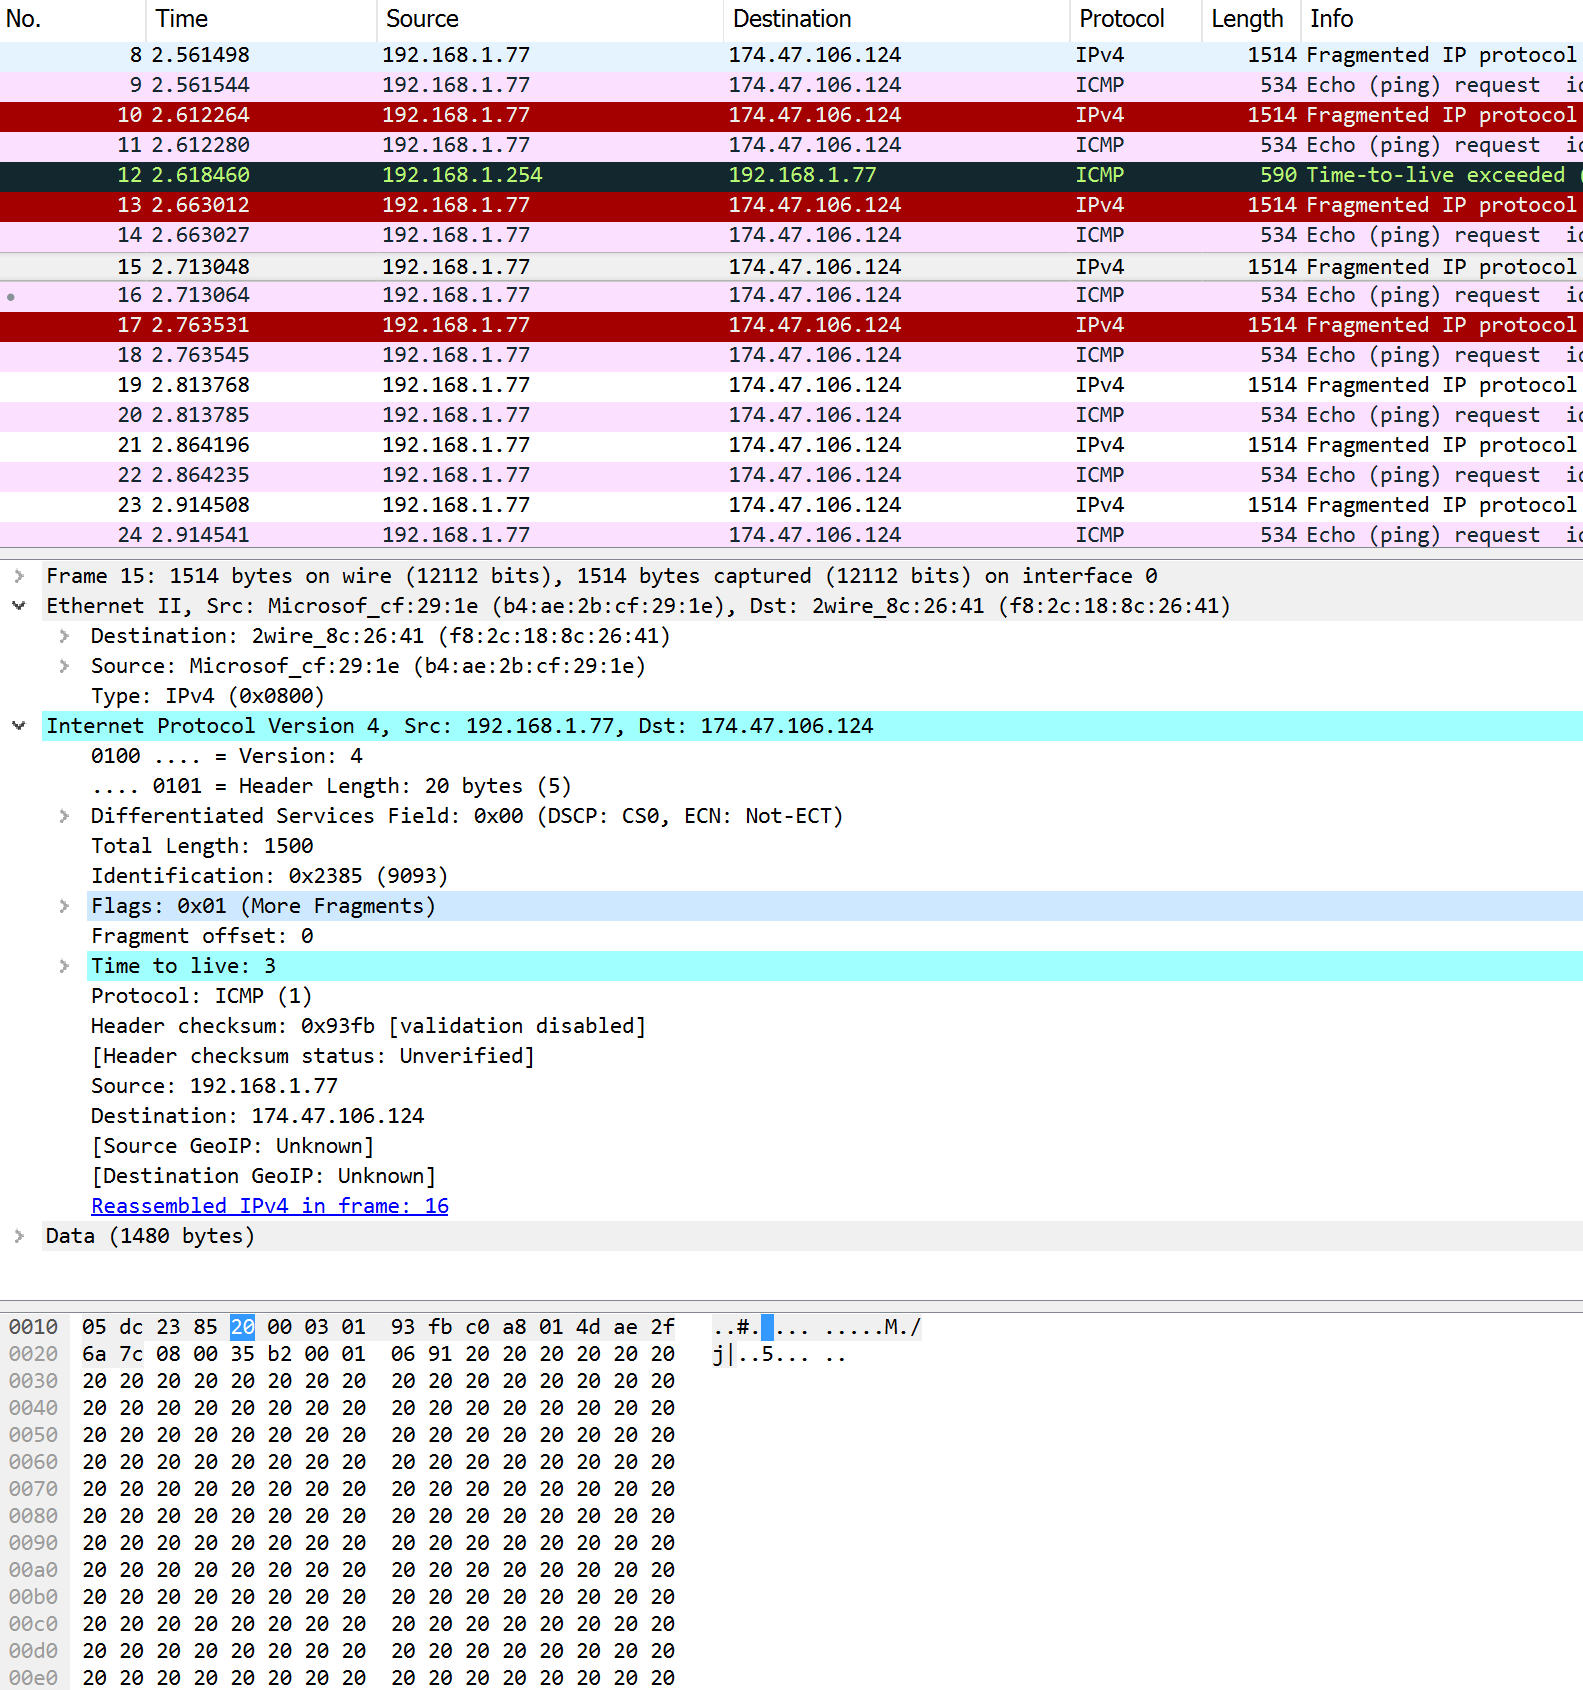 No. Time Source Destination Protocol Length Info
8 2.561498 192.168.1.77 174.47.106.124 IPv4 1514 Fragmented IP protocol
9 2.561544 192.168.1.77 174.47.106.124 ICMP 534 Echo (ping) request
10 2.612264 192.168.1.77 174.47.106.124 IPv4 1514 Fragmented IP protocol
11 2.612280 192.168.1.77 174.47.106.124 ICMP 534 Echo (ping) request
12 2.618460 192.168.1.254 192.168.1.77 ICMP 590 Time-to-live exceeded (
13 2.663012 192.168.1.77 174.47.106.124 IPv4 1514 Fragmented IP protocol
14 2.663027 192.168.1.77 174.47.106.124 ICMP 534 Echo (ping) request
15 2.713048 192.168.1.77 174.47.106.124 IPv4 1514 Fragmented IP protocol
16 2.713064 192.168.1.77 174.47.106.124 ICMP 534 Echo (ping) request
17 2.763531 192.168.1.77 174.47.106.124 IPv4 1514 Fragmented IP protocol
18 2.763545 192.168.1.77 174.47.106.124 ICMP 534 Echo (ping) request
19 2.813768 192.168.1.77 174.47.106.124 IPv4 1514 Fragmented IP protocol
20 2.813785 192.168.1.77 174.47.106.124 ICMP 534 Echo (ping) request
21 2.864196 192.168.1.77 174.47.106.124 IPv4 1514 Fragmented IP protocol
22 2.864235 192.168.1.77 174.47.106.124 ICMP 534 Echo (ping) request
23 2.914508 192.168.1.77 174.47.106.124 IPv4 1514 Fragmented IP protocol
24 2.914541 192.168.1.77 174.47.106.124 ICMP 534 Echo (ping) request
Frame 15: 1514 bytes on wire (12112 bits), 1514 bytes captured (12112 bits) on interface 0
Ethernet II, Src: Microsof_cf:29:1e (b4:ae:2b:cf:29:1e), Dst: 2wire_8c:26:41 (f8:2c:18:8c:26:41)
Destination: 2wire_8c:26:41 (f8:2c:18:8c:26:41)
Source: Microsof_cf:29:1e (b4:ae:2b:cf:29:1e)
Type: IPv4 (0x0800)
Internet Protocol Version 4, Src: 192.168.1.77, Dst: 174.47.106.124
0100 .... = Version: 4
.... 0101 = Header Length: 20 bytes (5)
Differentiated Services Field: 0x00 (DSCP: CS0, ECN: Not-ECT)
Total Length: 1500
Identification: 0x2385 (9093)
Flags: 0x01 (More Fragments)
Fragment offset: 0
Time to live: 3
Protocol: ICMP (1)
Header checksum: 0x93fb [validation disabled]
[Header checksum status: Unverified]
Source: 192.168.1.77
Destination: 174.47.106.124
[Source GeoIP: Unknown]
[Destination GeoIP: Unknown]
Reassembled IPv4 in frame: 16
Data (1480 bytes)
0010 05 dc 23 85 20 00 03 01 93 fb c0 a8 01 4d ae 2f ..#. ... .....M./
0020 6a 7c 08 00 35 b2 00 01 06 91 20 20 20 20 20 20 j|..5... ..
0030 20 20 20 20 20 20 20 20 20 20 20 20 20 20 20 20
0040 20 20 20 20 20 20 20 20 20 20 20 20 20 20 20 20
0050 20 20 20 20 20 20 20 20 20 20 20 20 20 20 20 20
0060 20 20 20 20 20 20 20 20 20 20 20 20 20 20 20 20
0070 20 20 20 20 20 20 20 20 20 20 20 20 20 20 20 20
0080 20 20 20 20 20 20 20 20 20 20 20 20 20 20 20 20
0090 20 20 20 20 20 20 20 20 20 20 20 20 20 20 20 20
00a0 20 20 20 20 20 20 20 20 20 20 20 20 20 20 20 20
00b0 20 20 20 20 20 20 20 20 20 20 20 20 20 20 20 20
00c0 20 20 20 20 20 20 20 20 20 20 20 20 20 20 20 20
00d0 20 20 20 20 20 20 20 20 20 20 20 20 20 20 20 20
00e0 20 20 20 20 20 20 20 20 20 20 20 20 20 20 20 20